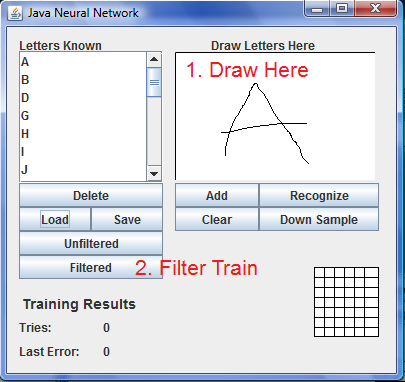 Java Neural Network
Letters Known
Draw Letters Here
A
B
D
G
H
I
J
1. Draw Here
A
Delete
Add
Recognize
Load
Save
Clear
Down Sample
Unfiltered
Filtered
2. Filter Train
Training Results
Tries: 0
Last Error: 0